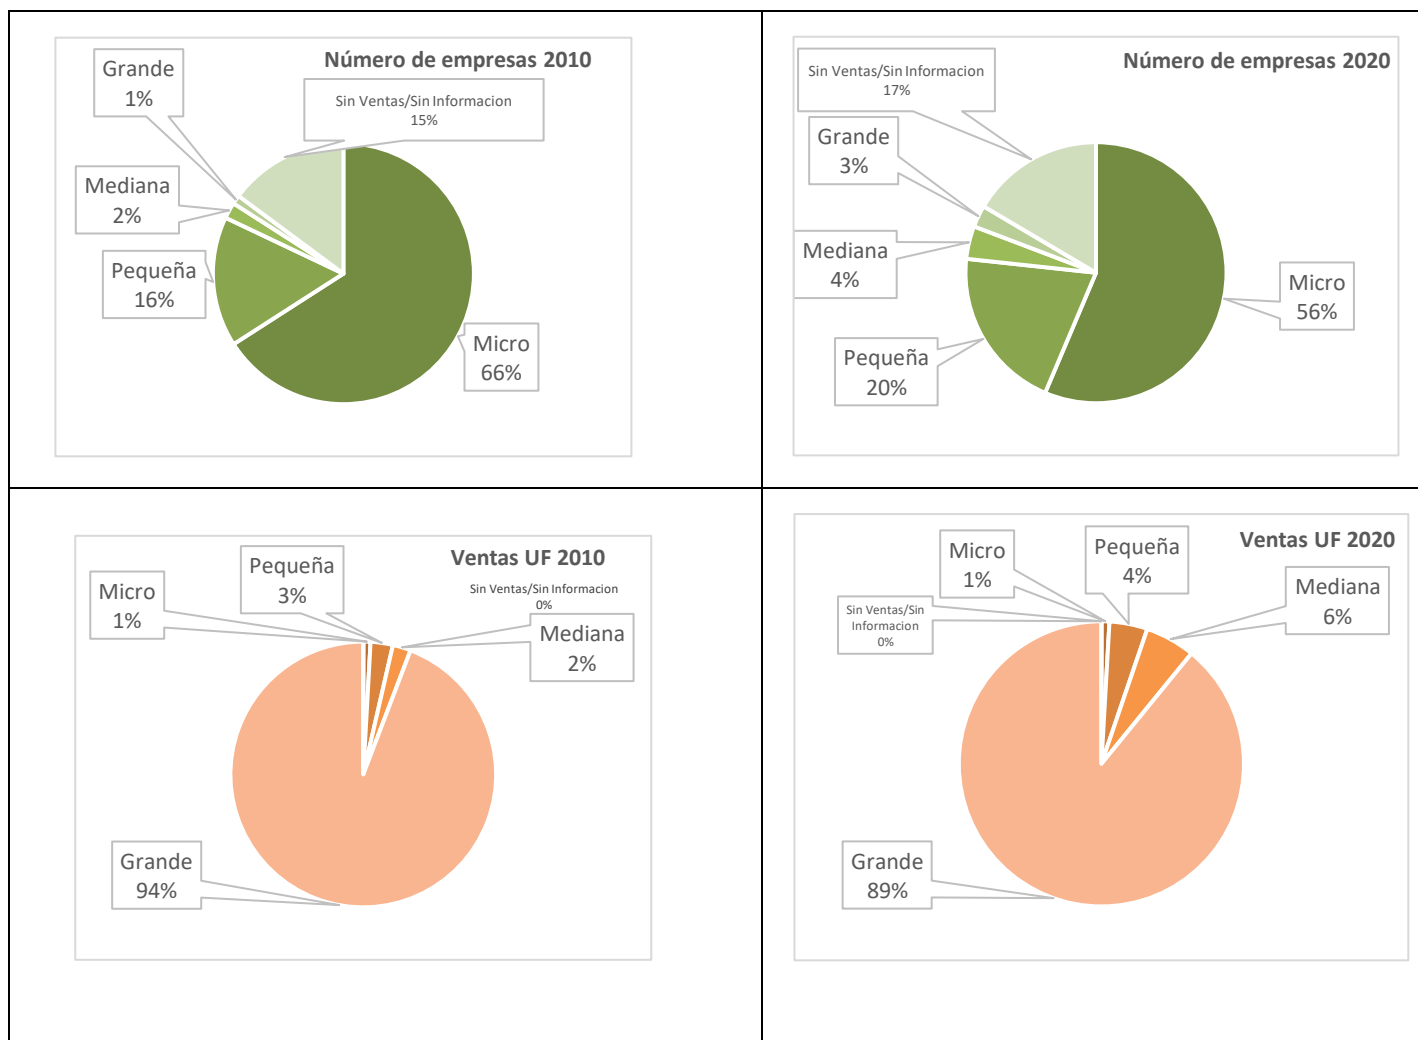 Número de empresas 2010
Grande
1%
Sin Ventas/Sin Informacion
15%
Mediana
2%
Pequeña
16%
Micro
66%
Número de empresas 2020
Sin Ventas/Sin Informacion
17%
Grande
3%
Mediana
4%
Pequeña
20%
Micro
56%
Ventas UF 2010
Pequeña
3%
Micro
1%
Sin Ventas/Sin Informacion
0%
Mediana
2%
Grande
94%
Ventas UF 2020
Micro
1%
Pequeña
4%
Mediana
6%
Sin Ventas/Sin
Informacion
0%
Grande
89%